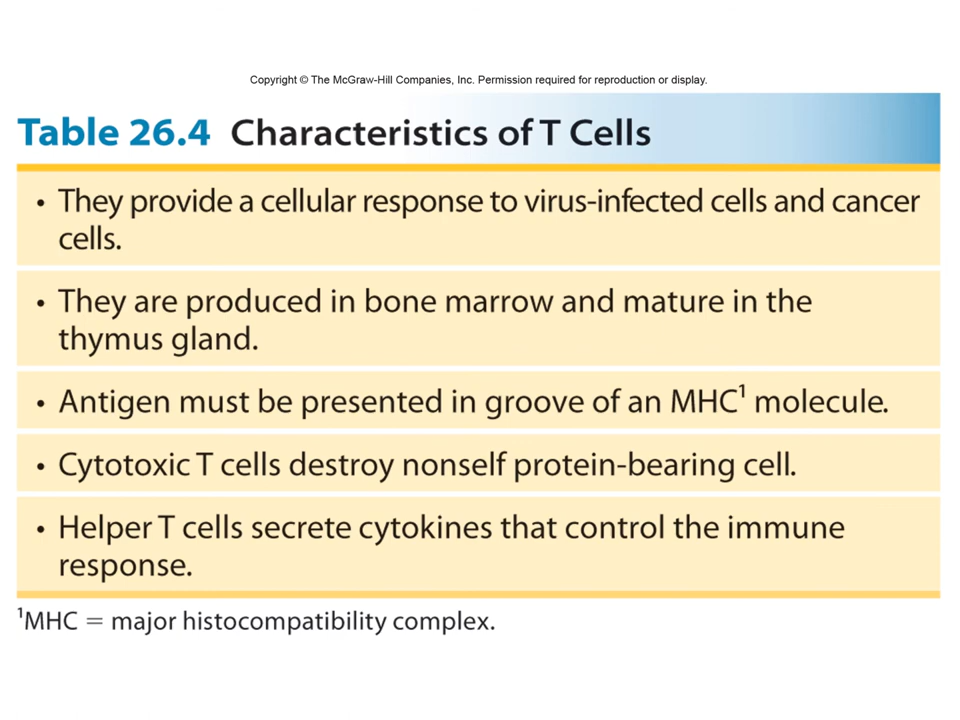 Copyright © The McGraw-Hill Companies, Inc. Permission required for reproduction or display.
Table 26.4 Characteristics of T Cells
• They provide a cellular response to virus-infected cells and cancer
cells.
• They are produced in bone marrow and mature in the
thymus gland.
• Antigen must be presented in groove of an MHC¹ molecule.
• Cytotoxic T cells destroy nonself protein-bearing cell.
• Helper T cells secrete cytokines that control the immune
response.
¹MHC = major histocompatibility complex.